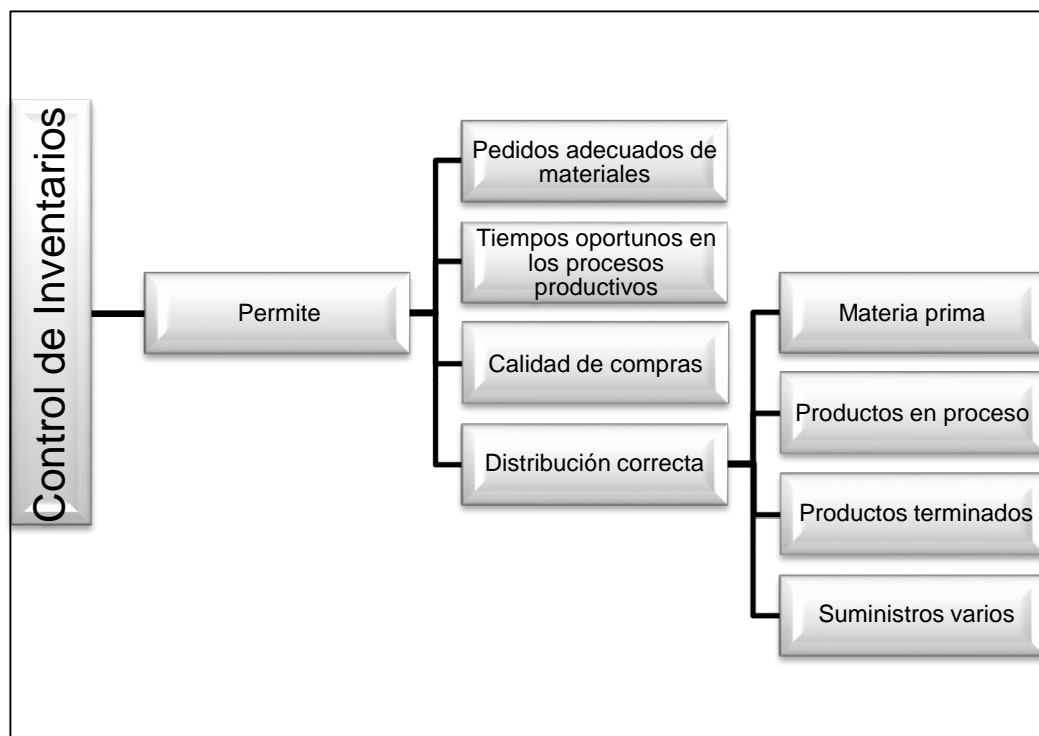 Control de Inventarios
Permite
Pedidos adecuados de
materiales
Tiempos oportunos en
los procesos
productivos
Calidad de compras
Distribución correcta
Materia prima
Productos en proceso
Productos terminados
Suministros varios